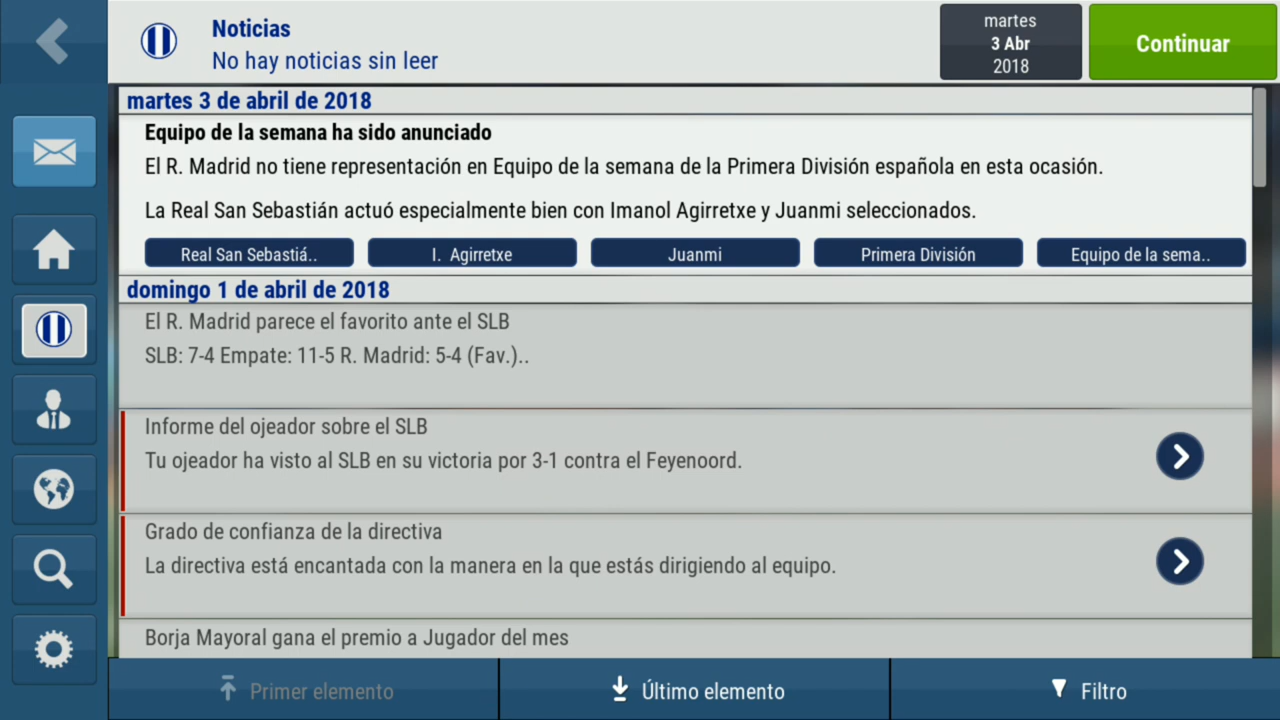 Noticias
No hay noticias sin leer
martes
3 Abr
2018
Continuar
martes 3 de abril de 2018
Equipo de la semana ha sido anunciado
El R. Madrid no tiene representación en Equipo de la semana de la Primera División española en esta ocasión.
La Real San Sebastián actuó especialmente bien con Imanol Agirretxe y Juanmi seleccionados.
Real San Sebastiá..
I. Agirretxe
Juanmi
Primera División
Equipo de la sema..
domingo 1 de abril de 2018
El R. Madrid parece el favorito ante el SLB
SLB: 7-4 Empate: 11-5 R. Madrid: 5-4 (Fav.)..
Informe del ojeador sobre el SLB
Tu ojeador ha visto al SLB en su victoria por 3-1 contra el Feyenoord.
Grado de confianza de la directiva
La directiva está encantada con la manera en la que estás dirigiendo al equipo.
Borja Mayoral gana el premio a Jugador del mes
Primer elemento
Último elemento
Filtro